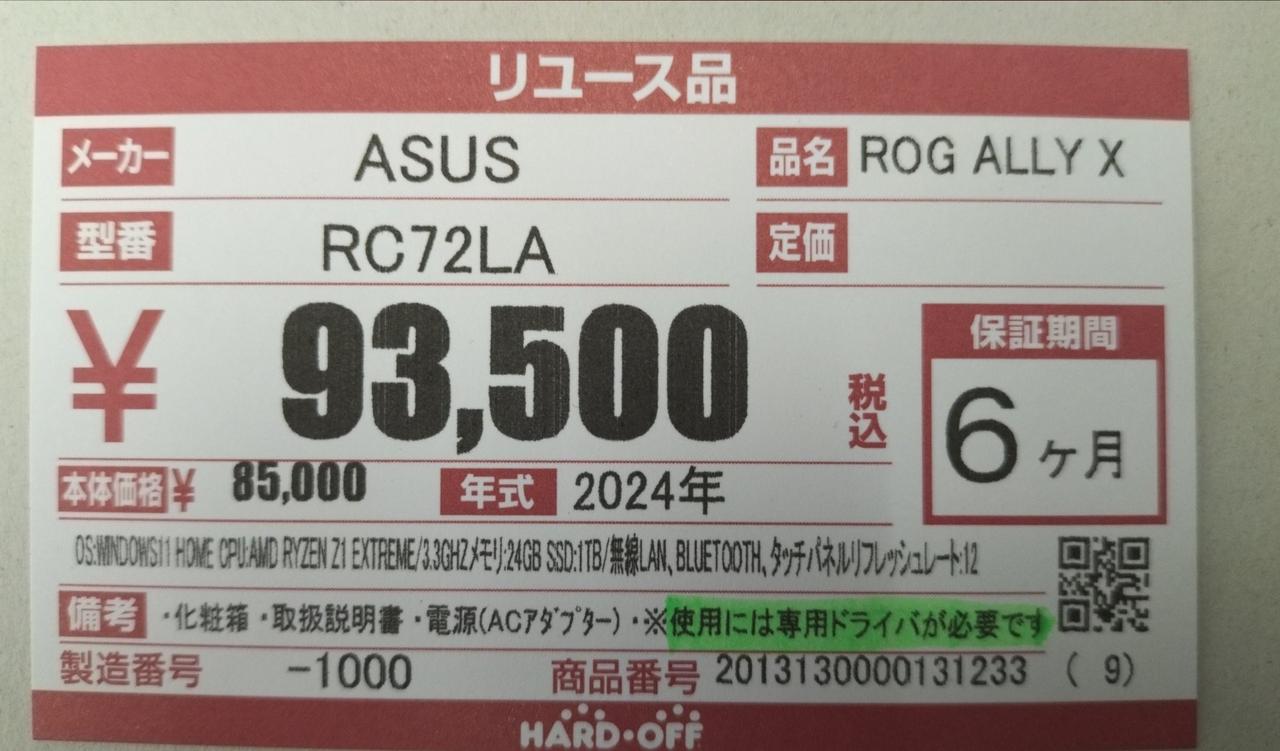 リユース品
メーカー ASUS 品名 ROG ALLY X
型番 RC72LA 定価
¥ 93,500 税込
保証期間
6ヶ月
本体価格 ¥ 85,000 年式 2024年
OS:WINDOWS11 HOME CPU:AMD RYZEN Z1 EXTREME/3.3GHZメモリ:24GB SSD:1TB/無線LAN、BLUETOOTH、タッチパネルリフレッシュレート:12
備考 ・化粧箱・取扱説明書・電源(ACアダプター)・※使用には専用ドライバが必要です
製造番号 -1000 商品番号 2013130000131233 ( 9)
HARD・OFF